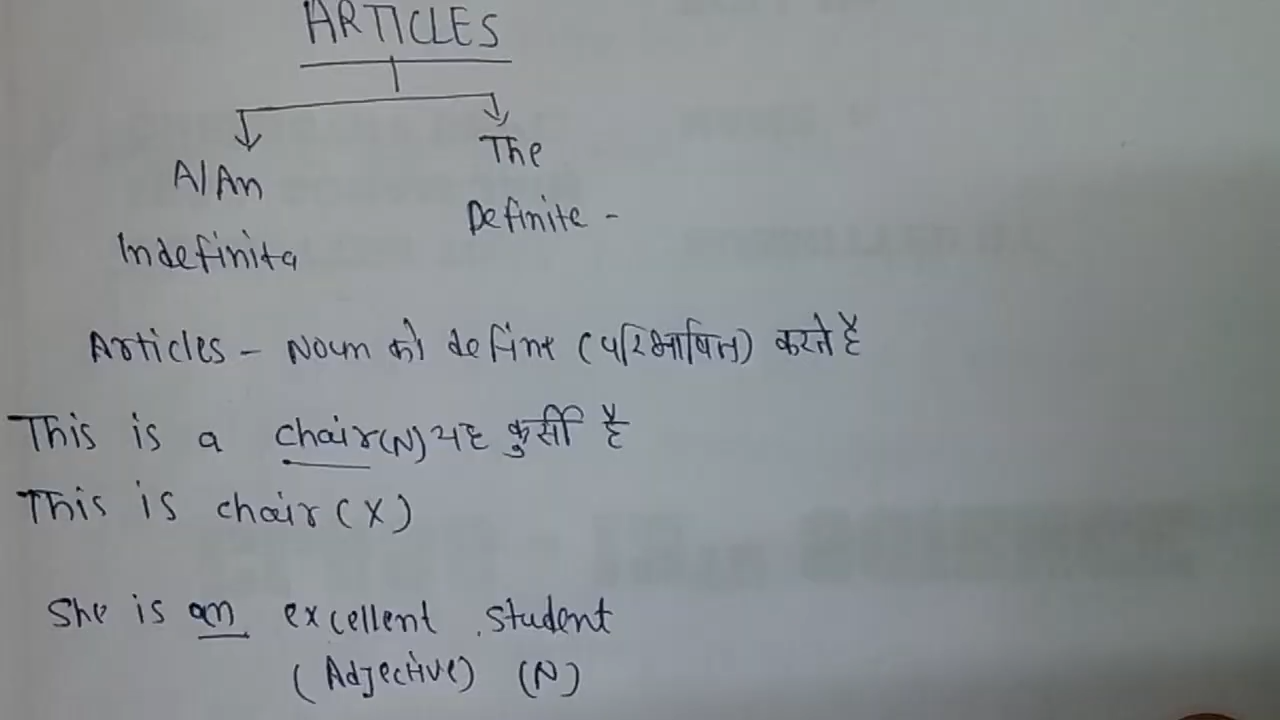 ARTICLES
A/An
The
Indefinita
Definite -
Articles - Noun को define (परिभाषित) करते है
This is a chair(N) यह कुर्सी है
This is chair (X)
She is an excellent student
(Adjective) (N)